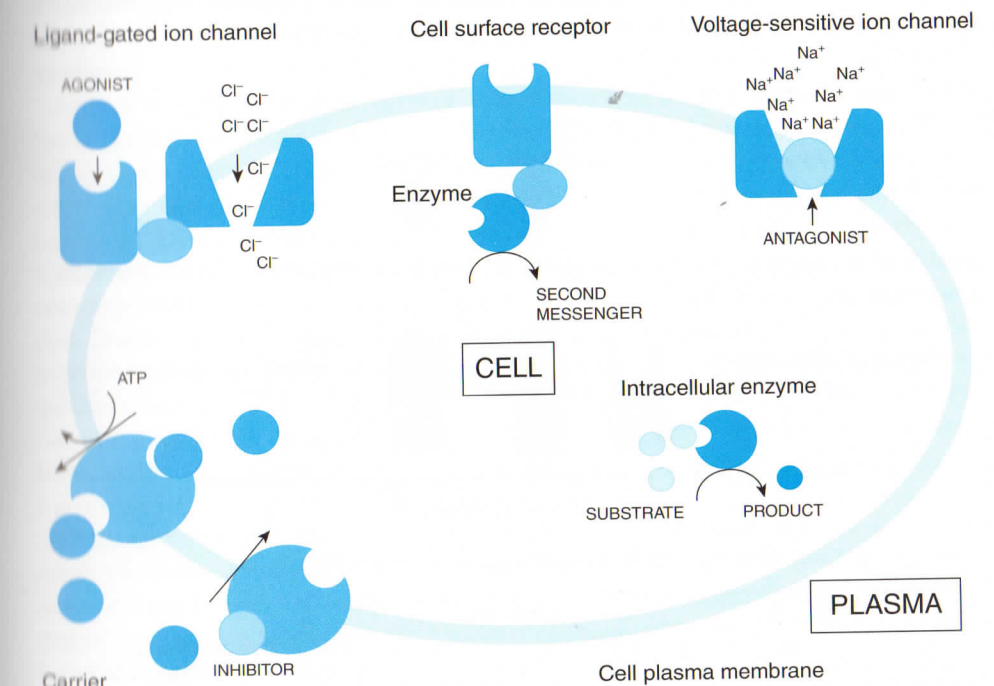 Ligand-gated ion channel
Cell surface receptor
Voltage-sensitive ion channel
AGONIST
Cl⁻
Cl⁻
Cl⁻ Cl⁻
Cl⁻
Cl⁻
Cl⁻
Cl⁻
Na⁺
Na⁺
Na⁺
Na⁺
Na⁺
Na⁺
Na⁺ Na⁺
ANTAGONIST
Enzyme
SECOND
MESSENGER
CELL
ATP
Intracellular enzyme
SUBSTRATE
PRODUCT
PLASMA
INHIBITOR
Carrier
Cell plasma membrane